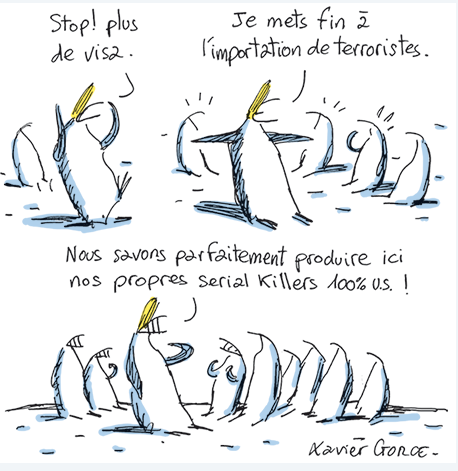 Stop! plus
de visa.
Je mets fin à
l'importation de terroristes.
Nous savons parfaitement produire ici
nos propres serial killers 100% u.s. !
Xavier GORCE-